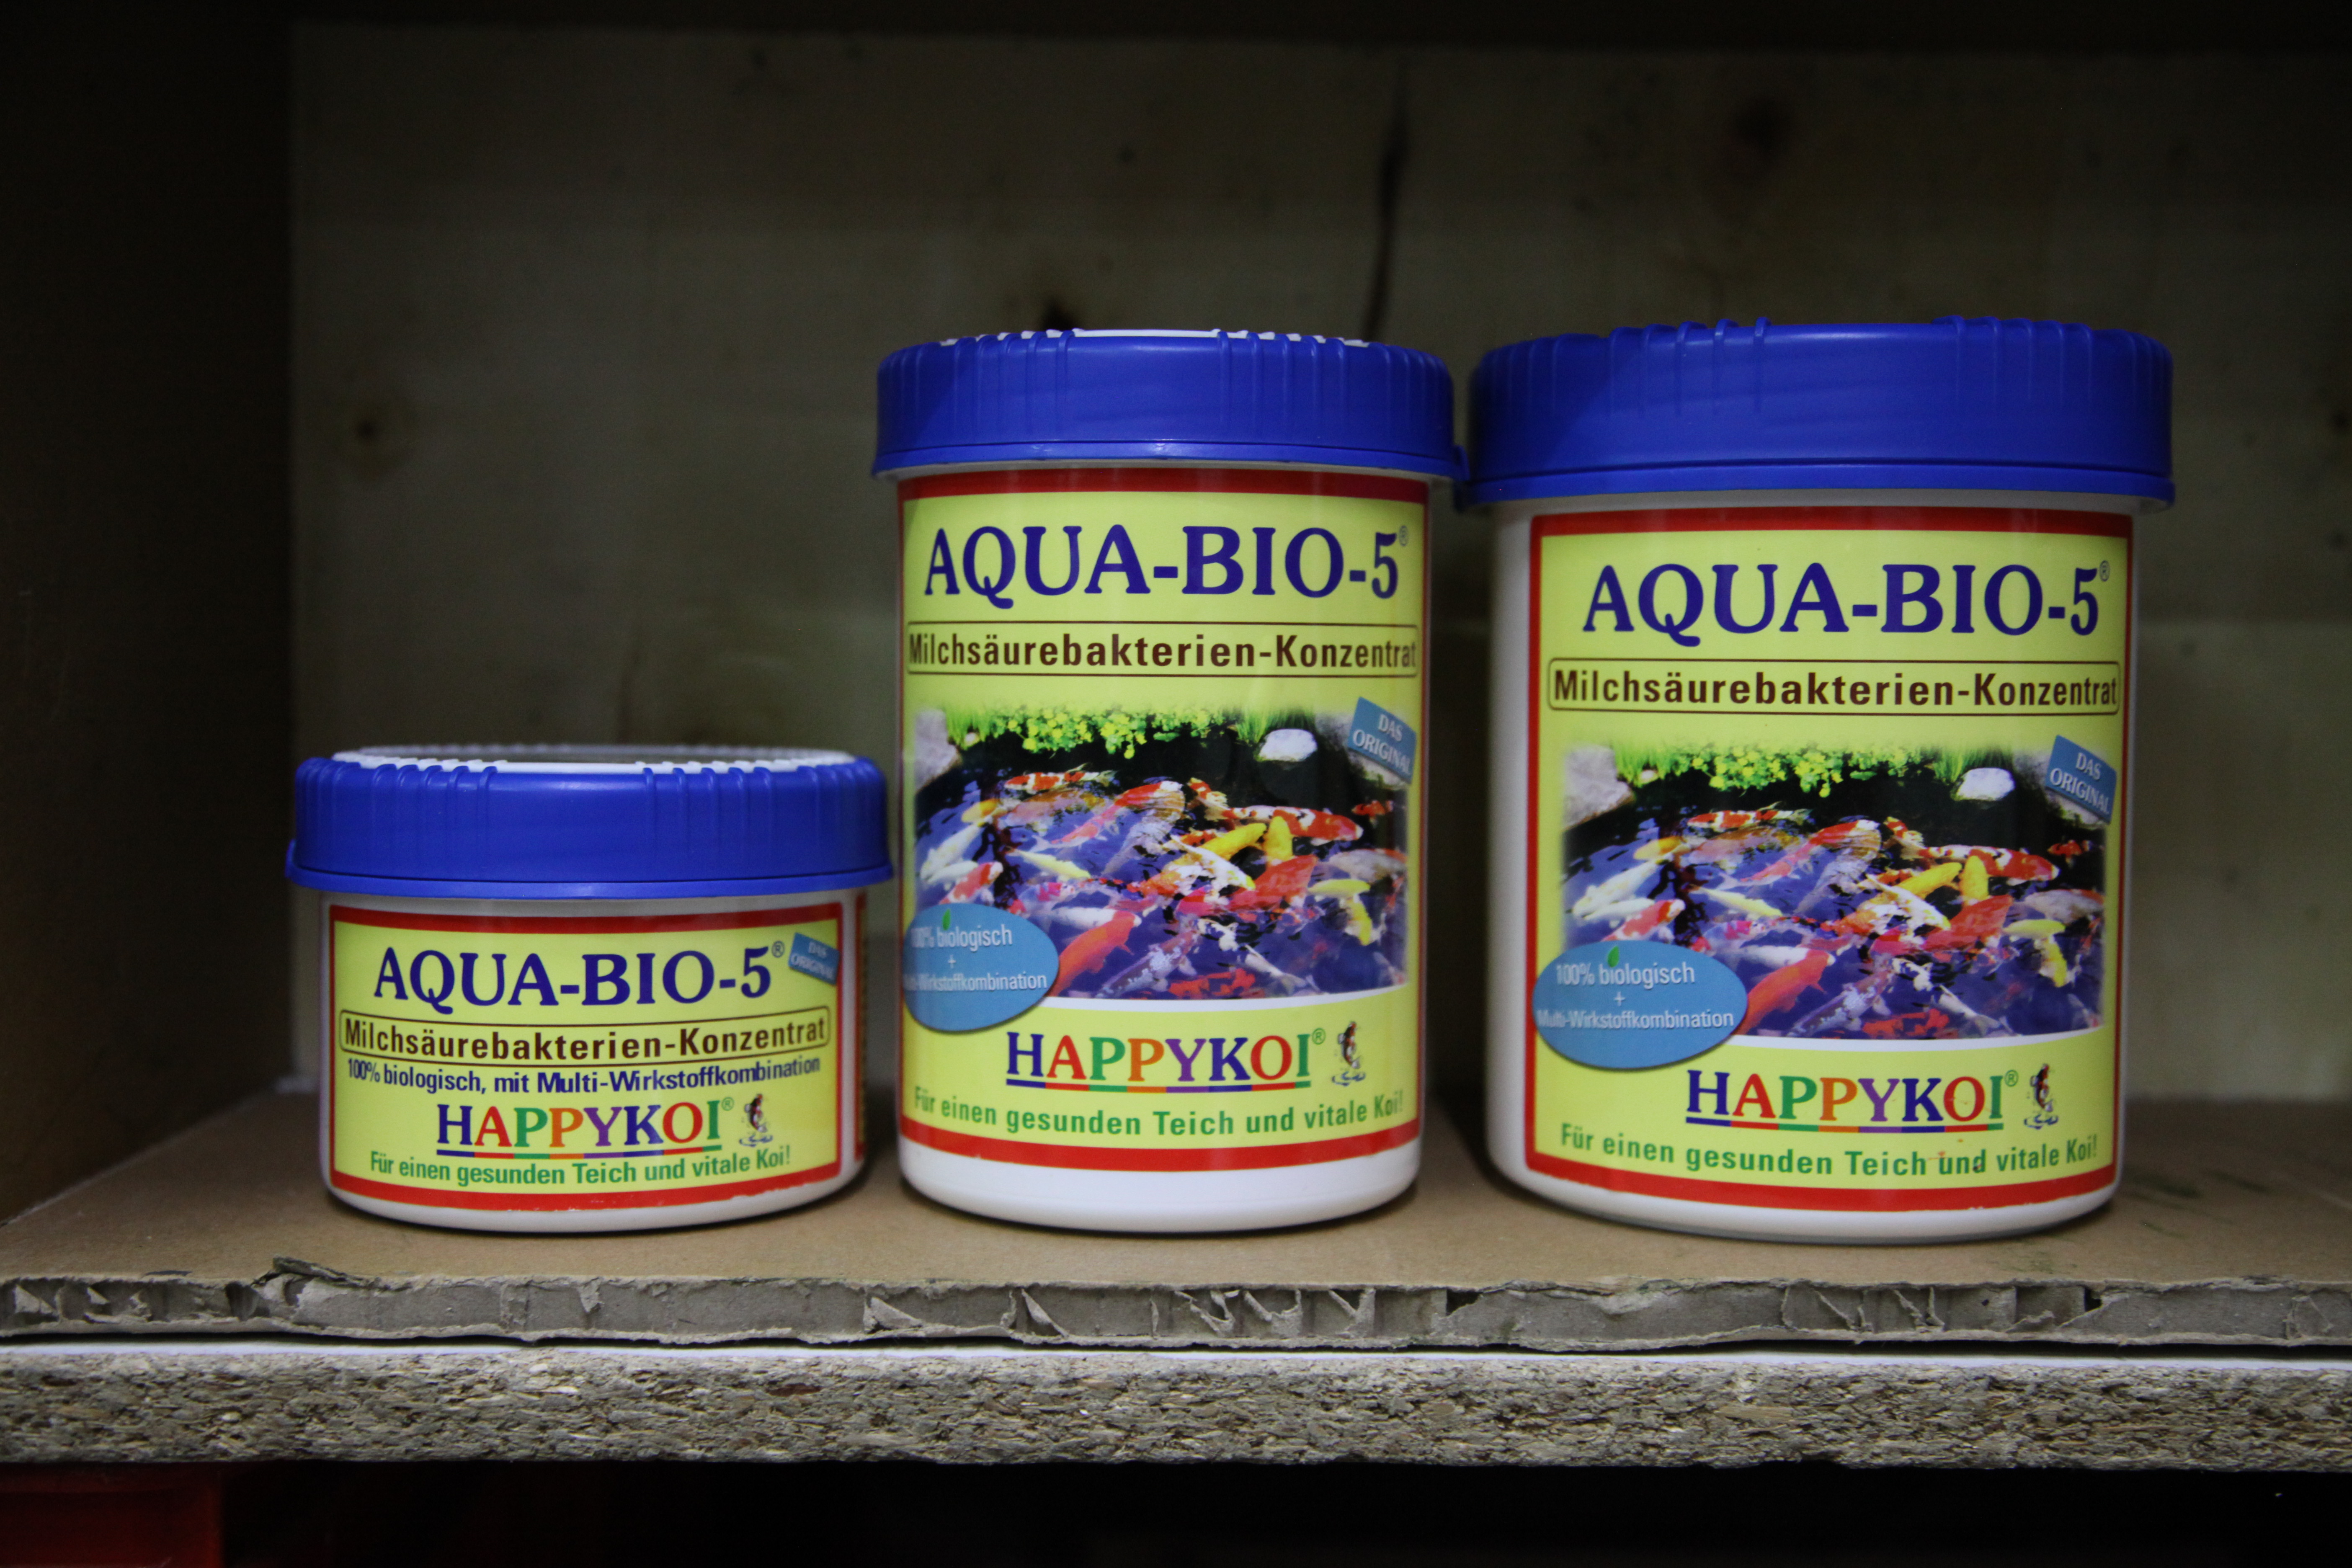 AQUA-BIO-5®
DAS
ORIGINAL
Milchsäurebakterien-Konzentrat
100% biologisch, mit Multi-Wirkstoffkombination
HAPPYKOI®
Für einen gesunden Teich und vitale Koi!
AQUA-BIO-5®
Milchsäurebakterien-Konzentrat
DAS
ORIGINAL
100% biologisch
+
Multi-Wirkstoffkombination
HAPPYKOI®
Für einen gesunden Teich und vitale Koi!
AQUA-BIO-5®
Milchsäurebakterien-Konzentrat
DAS
ORIGINAL
100% biologisch
+
Multi-Wirkstoffkombination
HAPPYKOI®
Für einen gesunden Teich und vitale Koi!